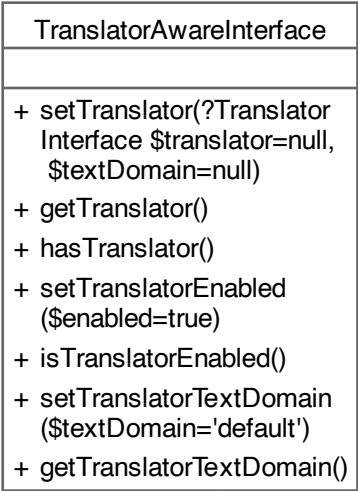 TranslatorAwareInterface
+ setTranslator(?Translator
Interface $translator=null,
$textDomain=null)
+ getTranslator()
+ hasTranslator()
+ setTranslatorEnabled
($enabled=true)
+ isTranslatorEnabled()
+ setTranslatorTextDomain
($textDomain='default')
+ getTranslatorTextDomain()